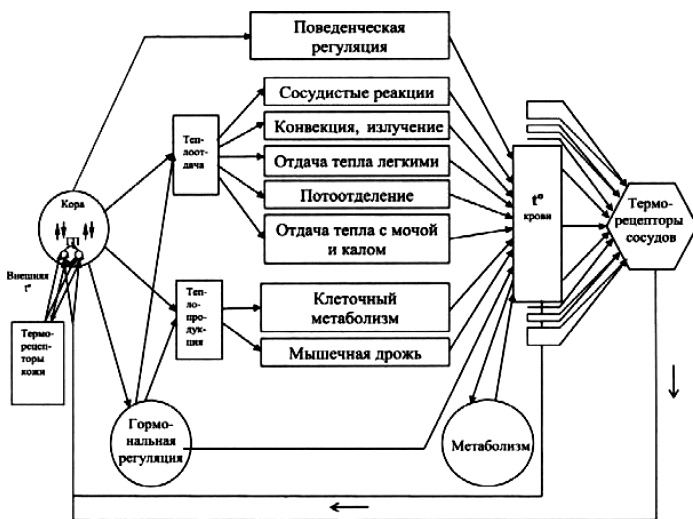 Поведенческая
регуляция
Сосудистые реакции
Конвекция, излучение
Отдача тепла легкими
Потоотделение
Отдача тепла с мочой
и калом
Теп-
лоот-
дача
Кора
Внешняя
t°
Термо-
рецеп-
торы
кожи
Теп-
ло-
про-
дук-
ция
Клеточный
метаболизм
Мышечная дрожь
Гормо-
нальная
регуляция
Метаболизм
t°
крови
Термо-
рецепторы
сосудов